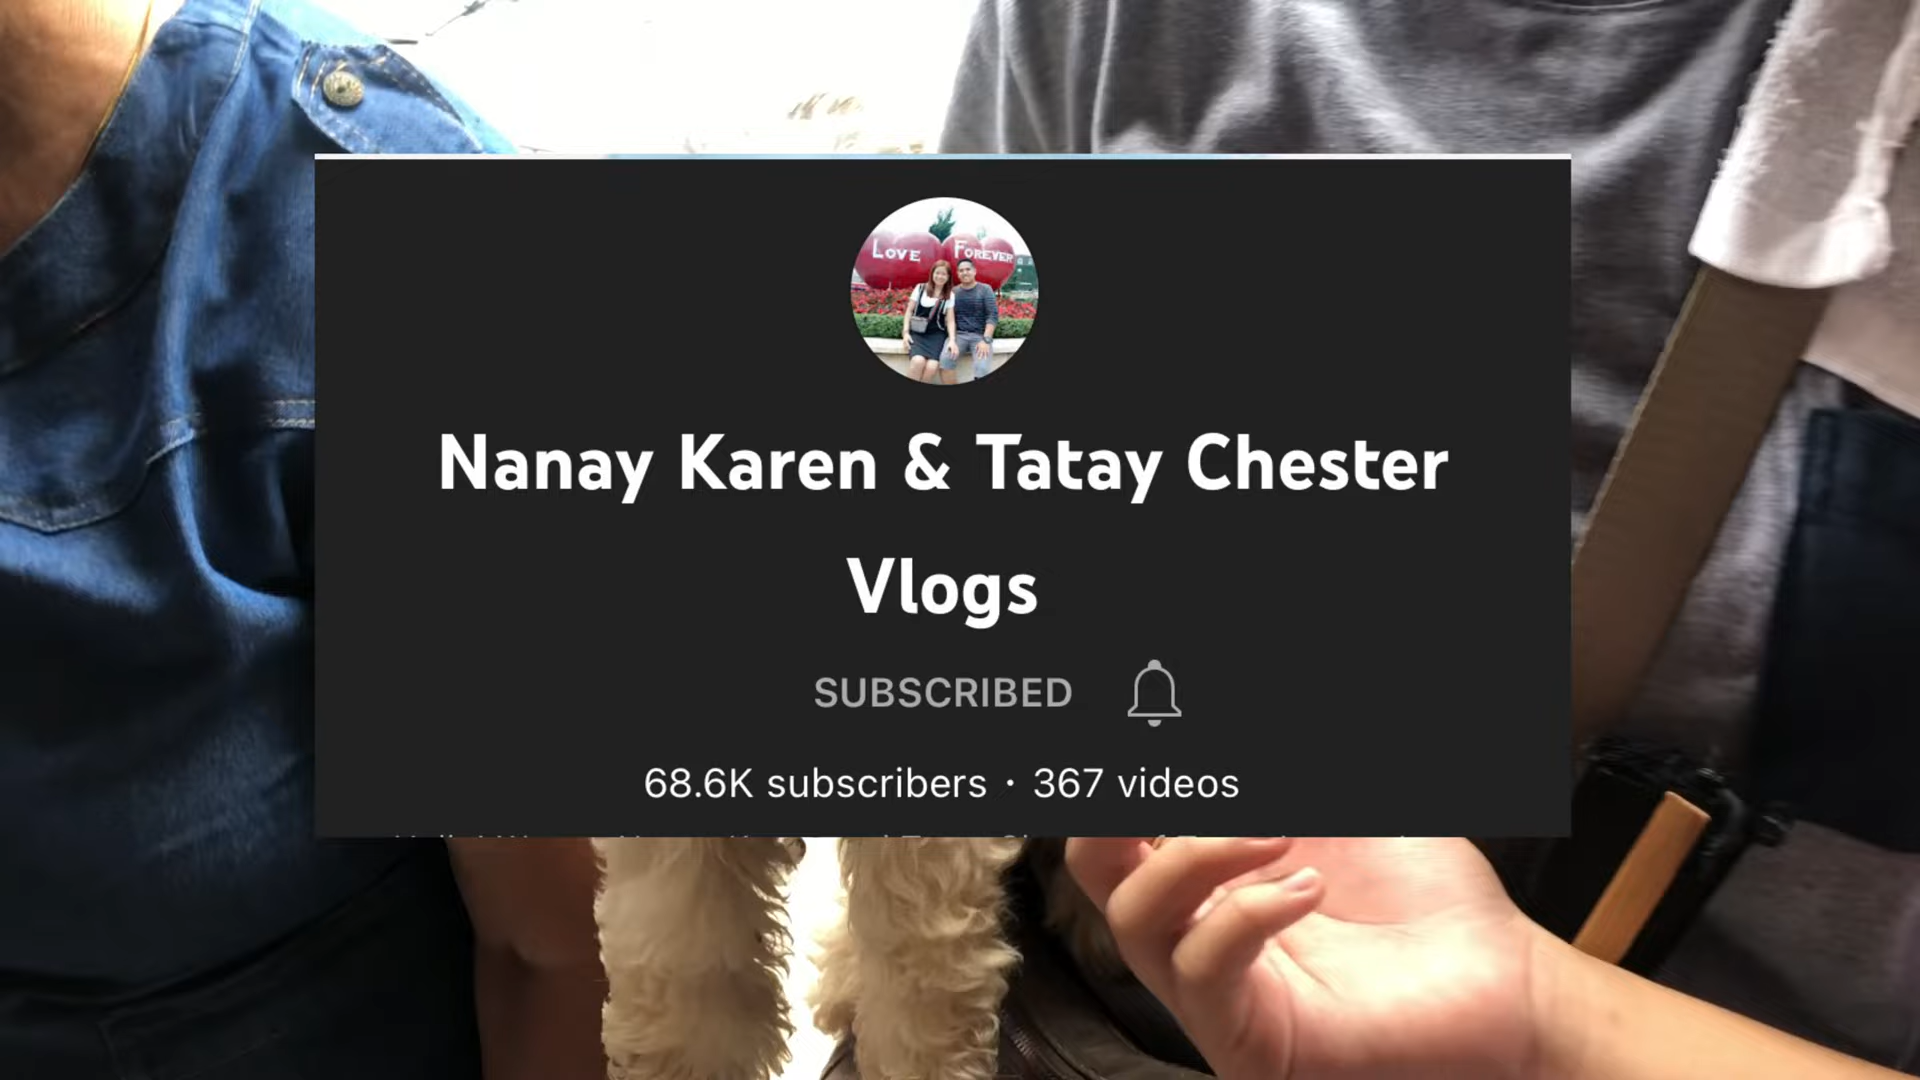 LOVE FOREVER
Nanay Karen & Tatay Chester
Vlogs
SUBSCRIBED
68.6K subscribers · 367 videos